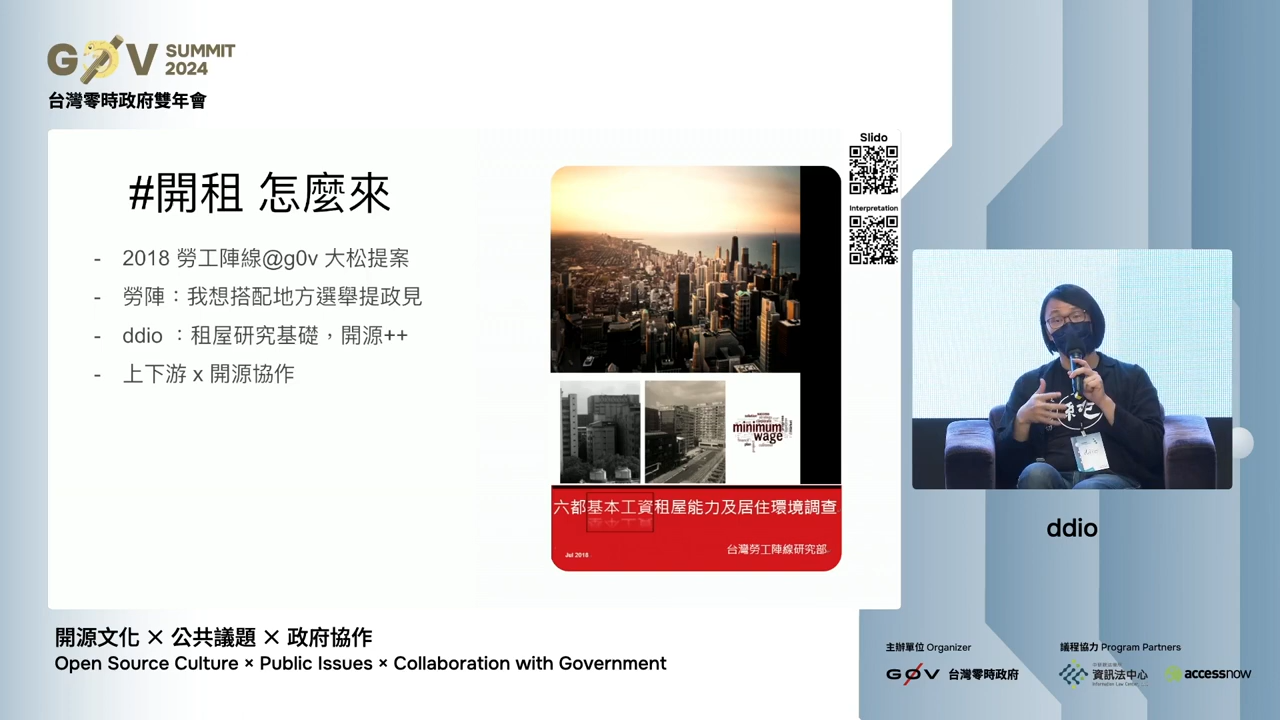 G0V SUMMIT 2024
台灣零時政府雙年會
#開租 怎麼來
- 2018 勞工陣線@g0v 大松提案
- 勞陣：我想搭配地方選舉提政見
- ddio ：租屋研究基礎，開源++
- 上下游 x 開源協作
minimum wage
六都基本工資租屋能力及居住環境調查
台灣勞工陣線研究部
Jul 2018
Slido
Interpretation
ddio
開源文化 × 公共議題 × 政府協作
Open Source Culture × Public Issues × Collaboration with Government
主辦單位 Organizer
G0V 台灣零時政府
議程協力 Program Partners
資訊法中心
Information Law Center
accessnow